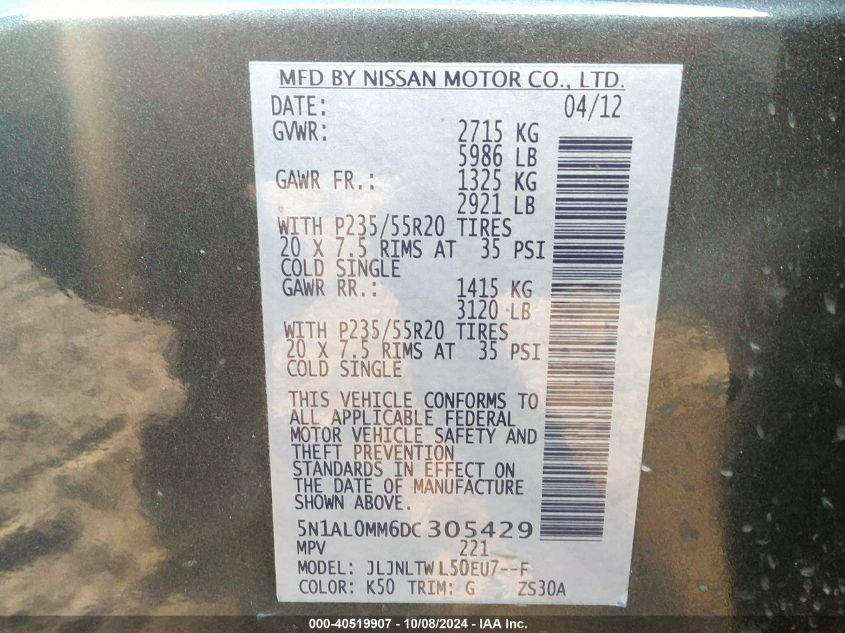 MFD BY NISSAN MOTOR CO., LTD.
DATE: 04/12
GVWR: 2715 KG
5986 LB
GAWR FR.: 1325 KG
2921 LB
WITH P235/55R20 TIRES
20 X 7.5 RIMS AT 35 PSI
COLD SINGLE
GAWR RR.: 1415 KG
3120 LB
WITH P235/55R20 TIRES
20 X 7.5 RIMS AT 35 PSI
COLD SINGLE
THIS VEHICLE CONFORMS TO
ALL APPLICABLE FEDERAL
MOTOR VEHICLE SAFETY AND
THEFT PREVENTION
STANDARDS IN EFFECT ON
THE DATE OF MANUFACTURE
SHOWN ABOVE.
5N1AL0MM6DC305429
MPV 221
MODEL: JLJNLTWL50EU7--F
COLOR: K50 TRIM: G ZS30A
000-40519907 - 10/08/2024 - IAA Inc.